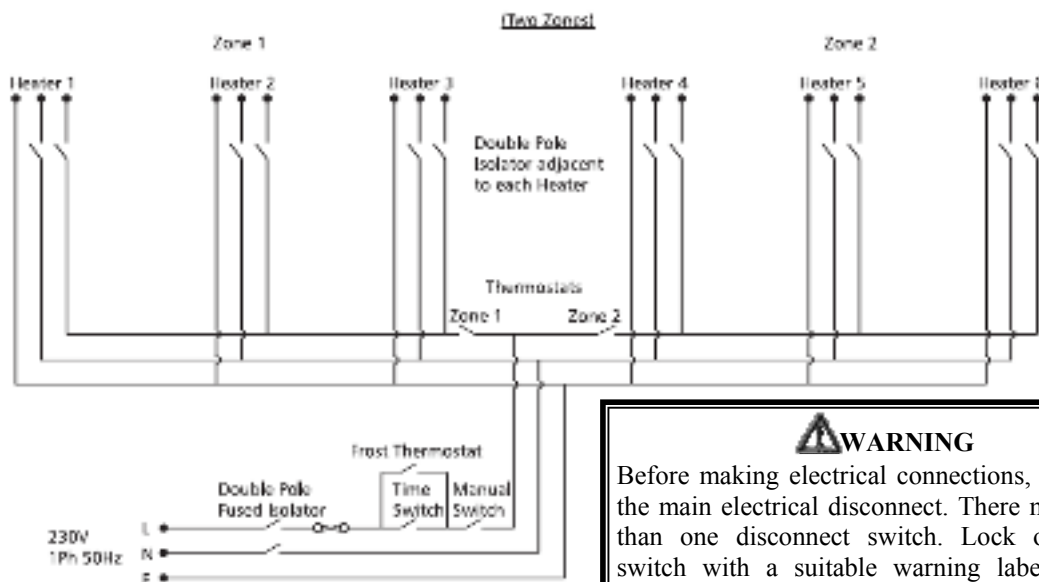 (Two Zones)
Zone 1
Zone 2
Heater 1
Heater 2
Heater 3
Heater 4
Heater 5
Heater
Double Pole
Isolator adjacent
to each Heater
Thermostats
Zone 1
Zone 2
Frost Thermostat
Double Pole
Fused Isolator
Time
Switch
Manual
Switch
230V
1Ph 50Hz
L
N
E
WARNING
Before making electrical connections,
the main electrical disconnect. There
than one disconnect switch. Lock
switch with a suitable warning